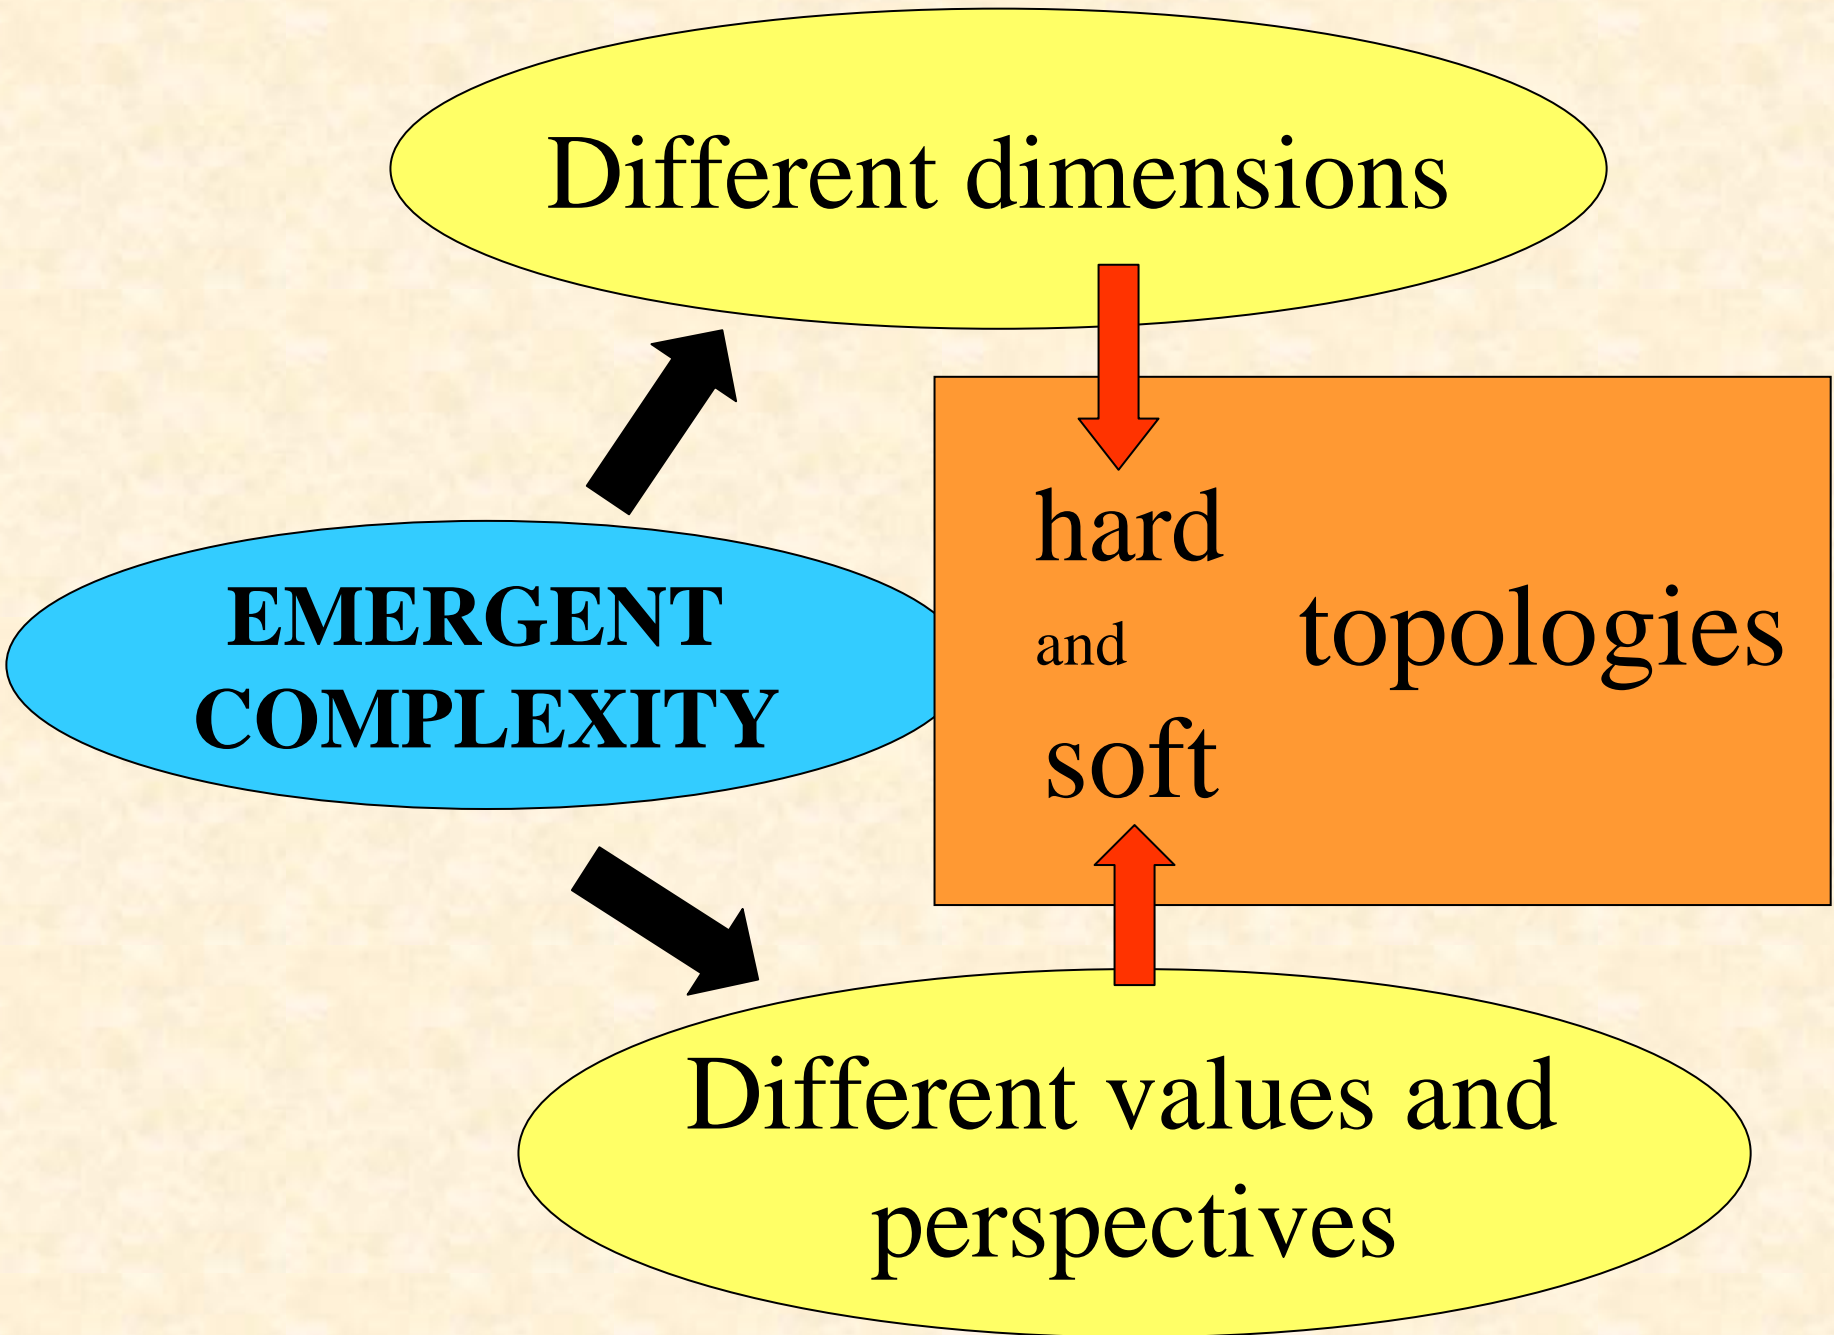 Different dimensions
EMERGENT
COMPLEXITY
hard
and
soft
topologies
Different values and
perspectives